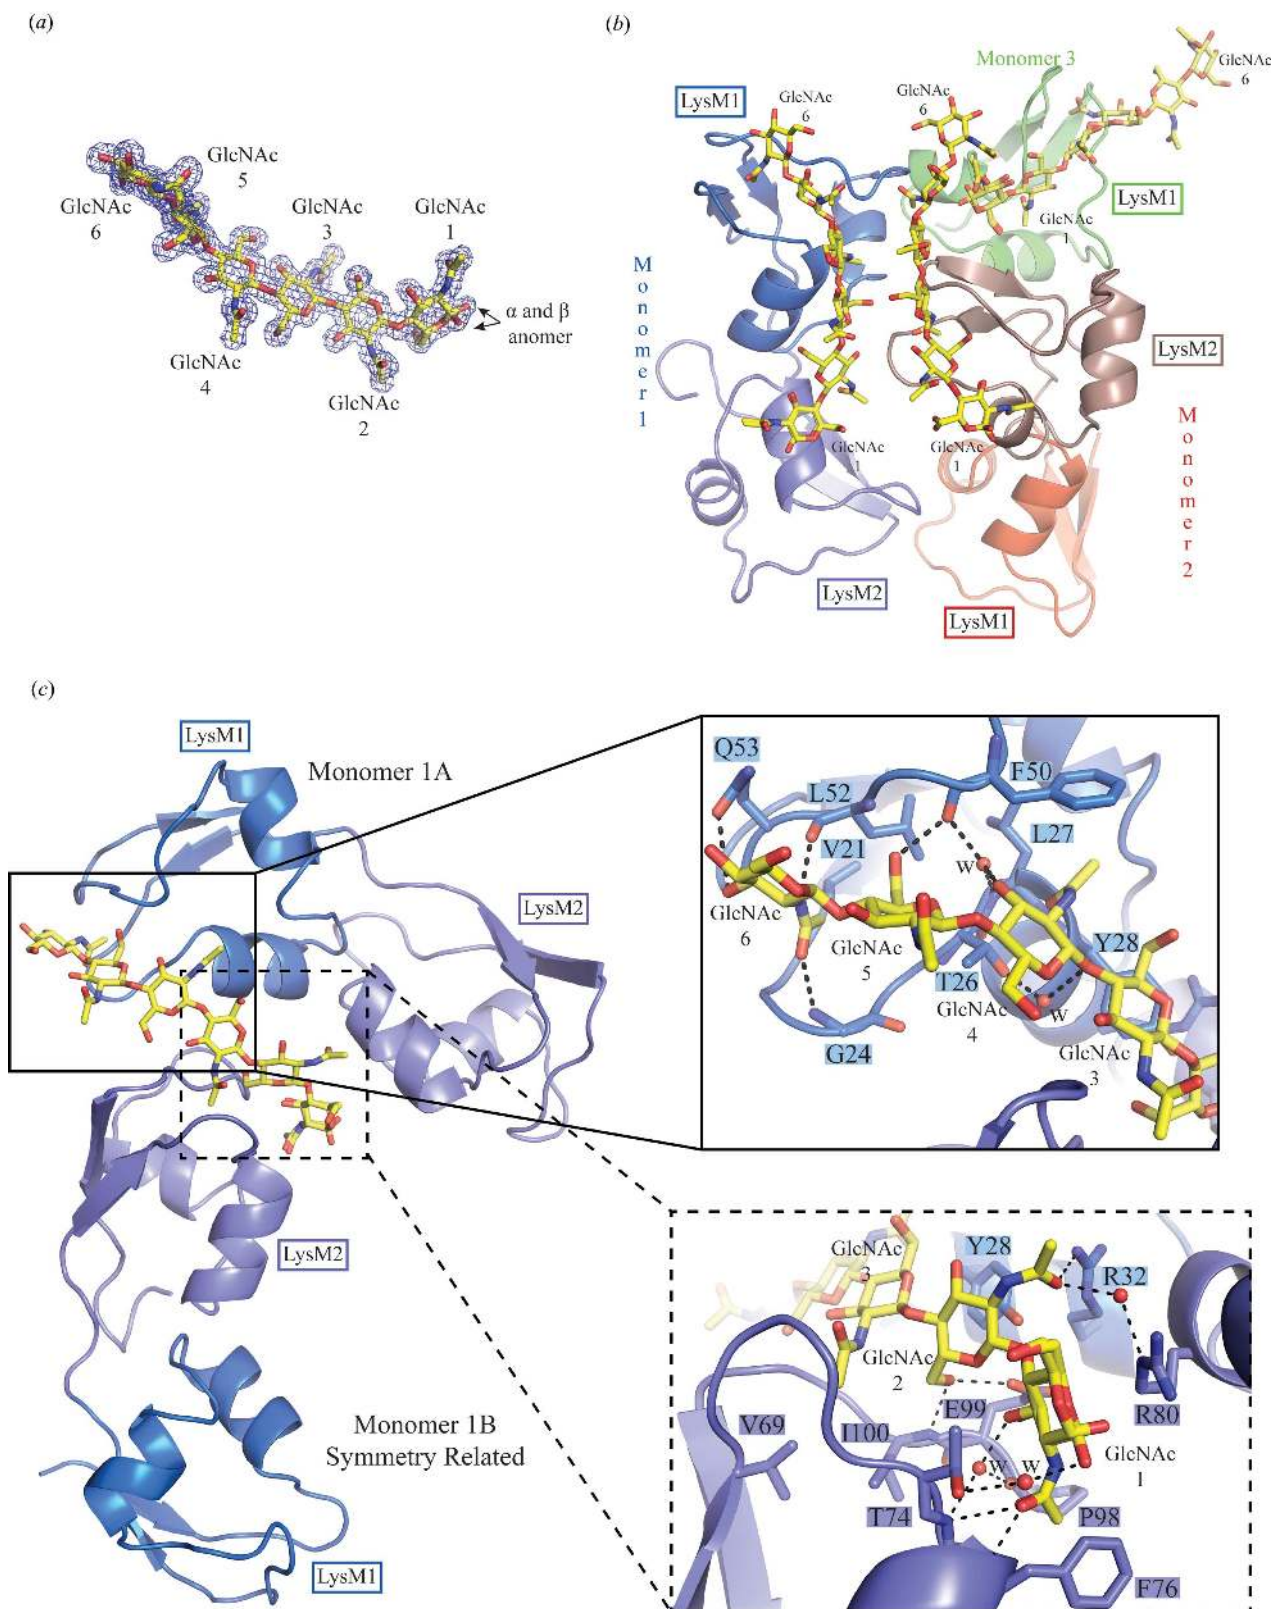 (a)
GlcNAc
5
GlcNAc
6
GlcNAc
3
GlcNAc
1
α and β
anomer
GlcNAc
4
GlcNAc
2
(b)
Monomer 3
GlcNAc
6
LysM1
GlcNAc
6
GlcNAc
6
LysM1
GlcNAc
1
Monomer 1
LysM2
GlcNAc
1
GlcNAc
1
Monomer 2
LysM2
LysM1
(c)
LysM1
Monomer 1A
LysM2
LysM2
Monomer 1B
Symmetry Related
LysM1
Q53
F50
L52
V21
L27
w
GlcNAc
6
GlcNAc
5
Y28
T26
GlcNAc
4
w
G24
GlcNAc
3
GlcNAc
3
Y28
R32
GlcNAc
2
E99
R80
V69
I100
GlcNAc
1
w
w
T74
P98
F76